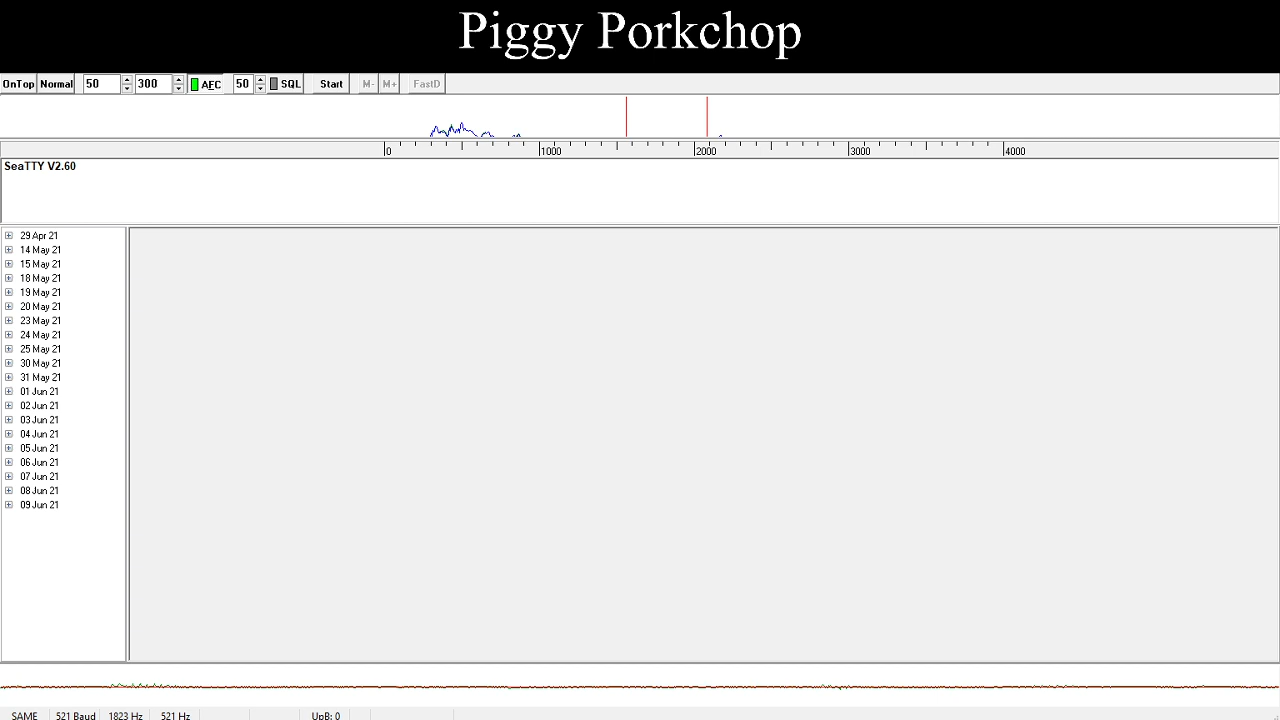 Piggy Porkchop
OnTop Normal 50 300 AFC 50 SQL Start M- M+ FastD
0 1000 2000 3000 4000
SeaTTY V2.60
29 Apr 21
14 May 21
15 May 21
18 May 21
19 May 21
20 May 21
23 May 21
24 May 21
25 May 21
30 May 21
31 May 21
01 Jun 21
02 Jun 21
03 Jun 21
04 Jun 21
05 Jun 21
06 Jun 21
07 Jun 21
08 Jun 21
09 Jun 21
SAME 521 Baud 1823 Hz 521 Hz UpB: 0